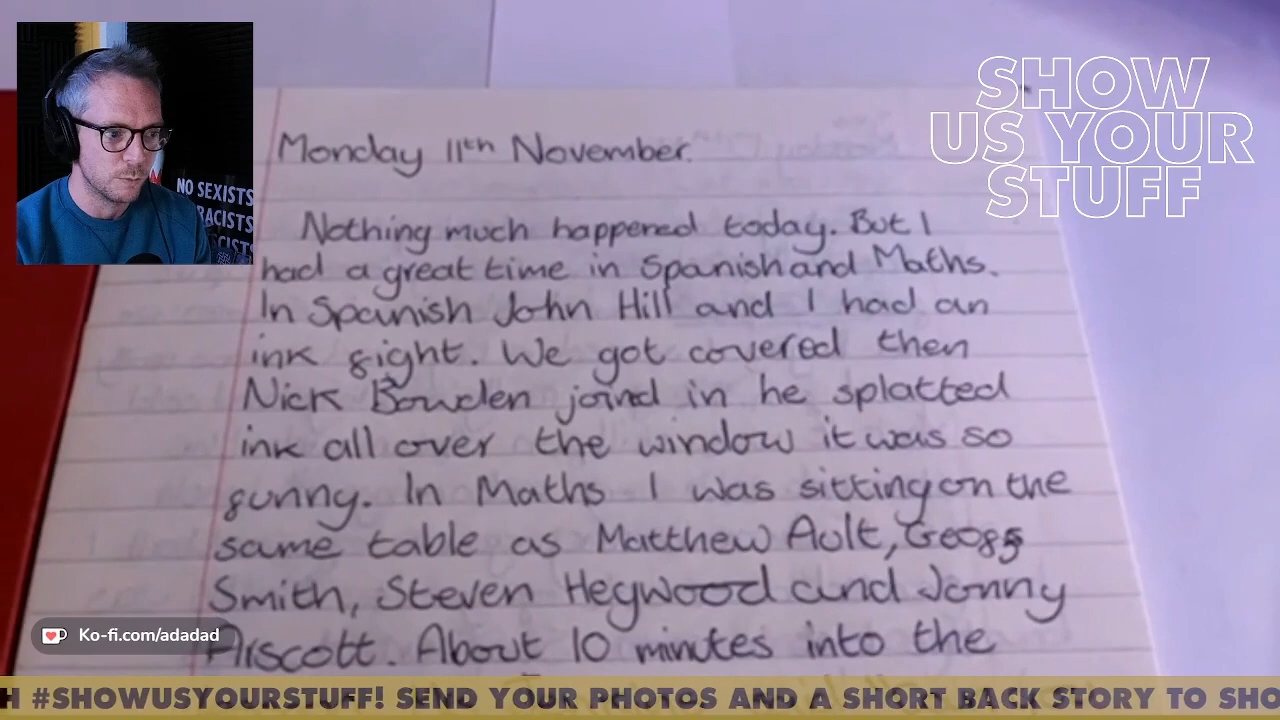 SHOW
US YOUR
STUFF
NO SEXISTS
RACISTS
Monday 11th November.
Nothing much happened today. But I
had a great time in Spanish and Maths.
In Spanish John Hill and I had an
ink fight. We got covered then
Nick Bowden joind in he splatted
ink all over the window it was so
funny. In Maths I was sitting on the
same table as Matthew Ault, Geoff
Smith, Steven Heywood and Jonny
Ariscott. About 10 minutes into the
Ko-fi.com/adadad
H #SHOWUSYOURSTUFF! SEND YOUR PHOTOS AND A SHORT BACK STORY TO SHO